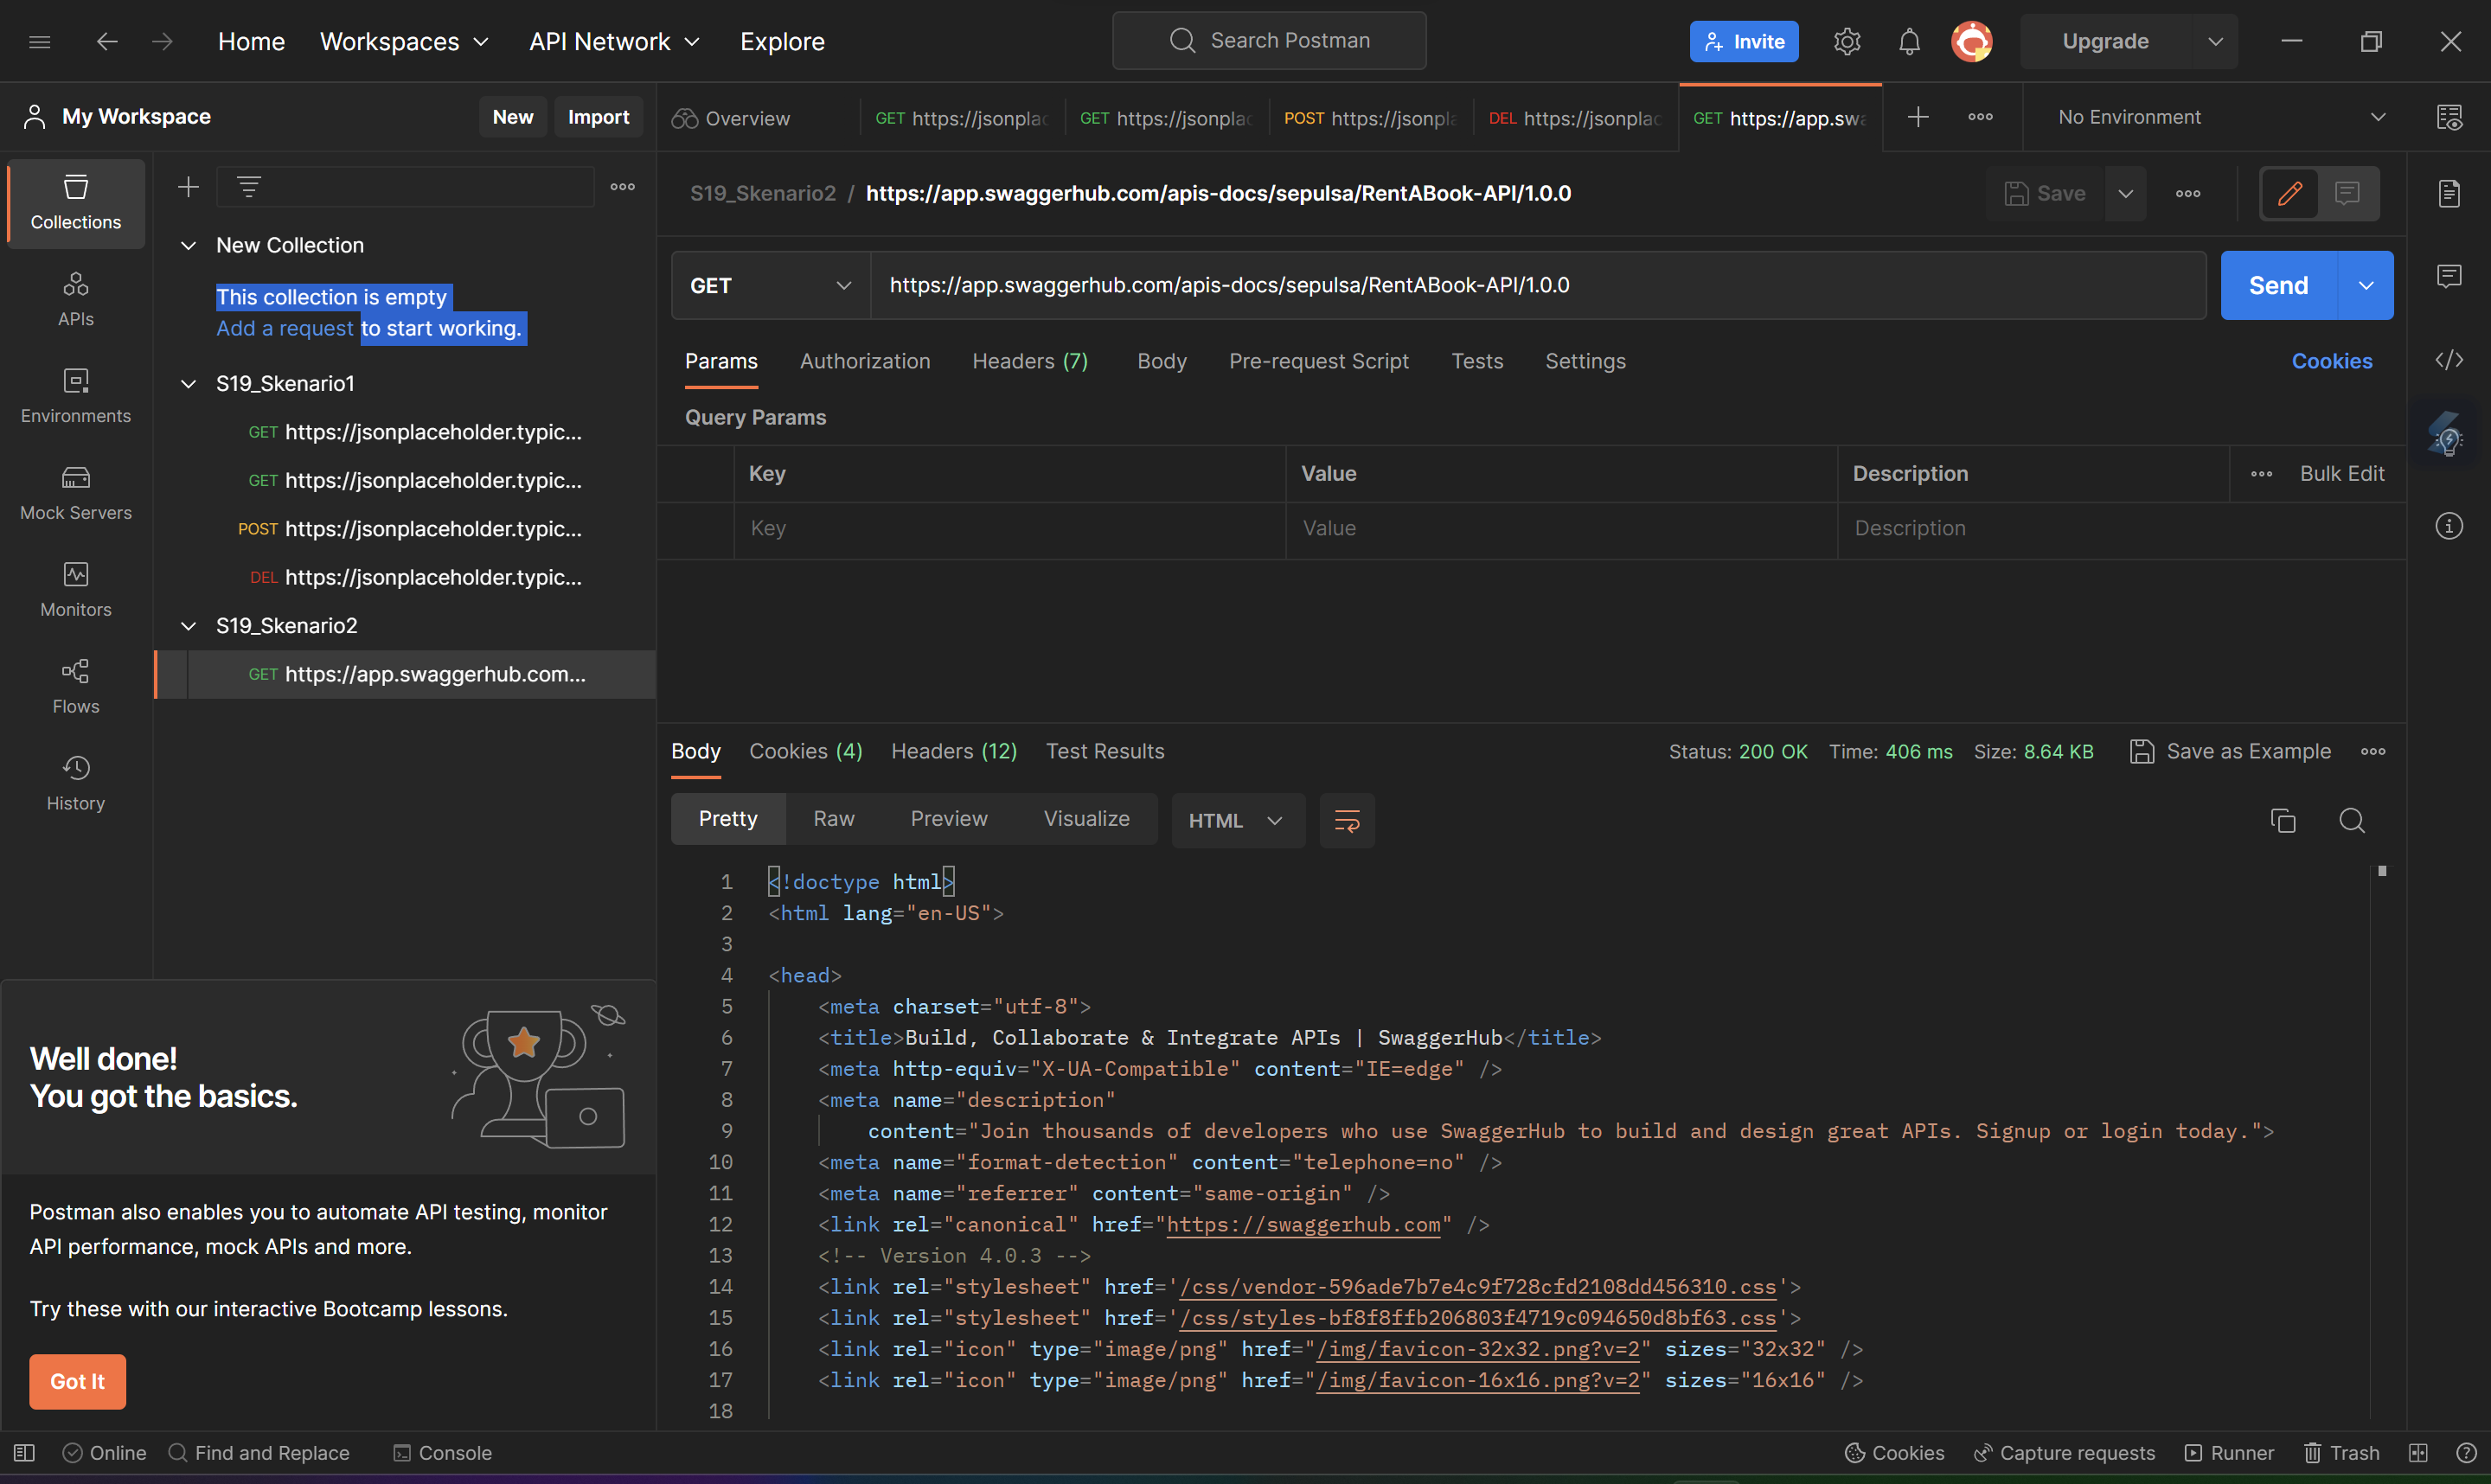 Home Workspaces API Network Explore Search Postman Invite Upgrade
My Workspace New Import
Overview GET https://jsonplac GET https://jsonplac POST https://jsonpla DEL https://jsonplac GET https://app.swa No Environment
Collections
APIs
Environments
Mock Servers
Monitors
Flows
History
New Collection
This collection is empty
Add a request to start working.
S19_Skenario1
GET https://jsonplaceholder.typic...
GET https://jsonplaceholder.typic...
POST https://jsonplaceholder.typic...
DEL https://jsonplaceholder.typic...
S19_Skenario2
GET https://app.swaggerhub.com...
Well done!
You got the basics.
Postman also enables you to automate API testing, monitor
API performance, mock APIs and more.
Try these with our interactive Bootcamp lessons.
Got It
S19_Skenario2 / https://app.swaggerhub.com/apis-docs/sepulsa/RentABook-API/1.0.0 Save
GET https://app.swaggerhub.com/apis-docs/sepulsa/RentABook-API/1.0.0 Send
Params Authorization Headers (7) Body Pre-request Script Tests Settings Cookies
Query Params
Key Value Description Bulk Edit
Key Value Description
Body Cookies (4) Headers (12) Test Results Status: 200 OK Time: 406 ms Size: 8.64 KB Save as Example
Pretty Raw Preview Visualize HTML
1 <!doctype html>
2 <html lang="en-US">
3
4 <head>
5 <meta charset="utf-8">
6 <title>Build, Collaborate & Integrate APIs | SwaggerHub</title>
7 <meta http-equiv="X-UA-Compatible" content="IE=edge" />
8 <meta name="description"
9 content="Join thousands of developers who use SwaggerHub to build and design great APIs. Signup or login today.">
10 <meta name="format-detection" content="telephone=no" />
11 <meta name="referrer" content="same-origin" />
12 <link rel="canonical" href="https://swaggerhub.com" />
13 <!-- Version 4.0.3 -->
14 <link rel="stylesheet" href='/css/vendor-596ade7b7e4c9f728cfd2108dd456310.css'>
15 <link rel="stylesheet" href='/css/styles-bf8f8ffb206803f4719c094650d8bf63.css'>
16 <link rel="icon" type="image/png" href="/img/favicon-32x32.png?v=2" sizes="32x32" />
17 <link rel="icon" type="image/png" href="/img/favicon-16x16.png?v=2" sizes="16x16" />
18
Online Find and Replace Console Cookies Capture requests Runner Trash